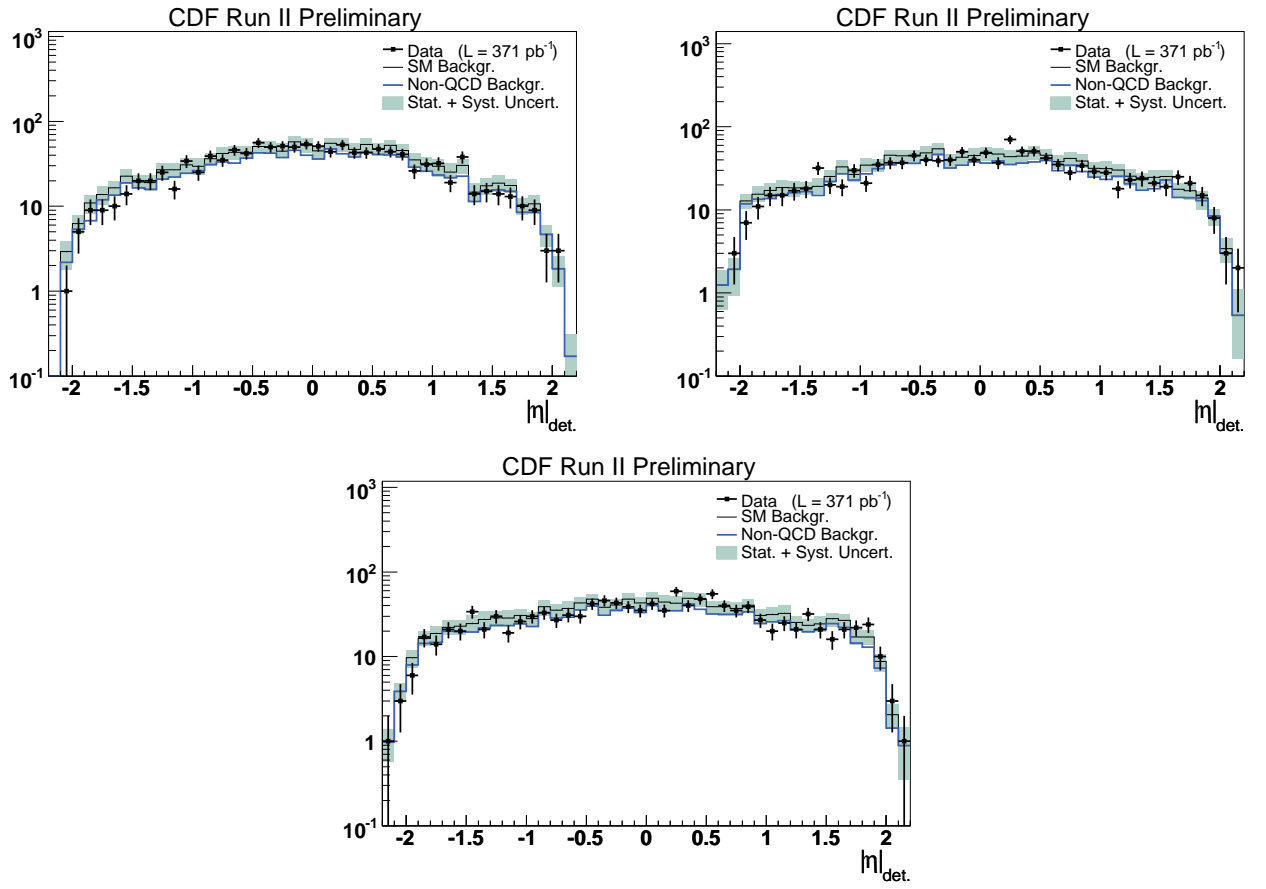 CDF Run II Preliminary
10³
Data (L = 371 pb⁻¹)
SM Backgr.
Non-QCD Backgr.
Stat. + Syst. Uncert.
10²
10
1
10⁻¹
-2 -1.5 -1 -0.5 0 0.5 1 1.5 2
|η|det.
CDF Run II Preliminary
10³
Data (L = 371 pb⁻¹)
SM Backgr.
Non-QCD Backgr.
Stat. + Syst. Uncert.
10²
10
1
10⁻¹
-2 -1.5 -1 -0.5 0 0.5 1 1.5 2
|η|det.
CDF Run II Preliminary
10³
Data (L = 371 pb⁻¹)
SM Backgr.
Non-QCD Backgr.
Stat. + Syst. Uncert.
10²
10
1
10⁻¹
-2 -1.5 -1 -0.5 0 0.5 1 1.5 2
|η|det.